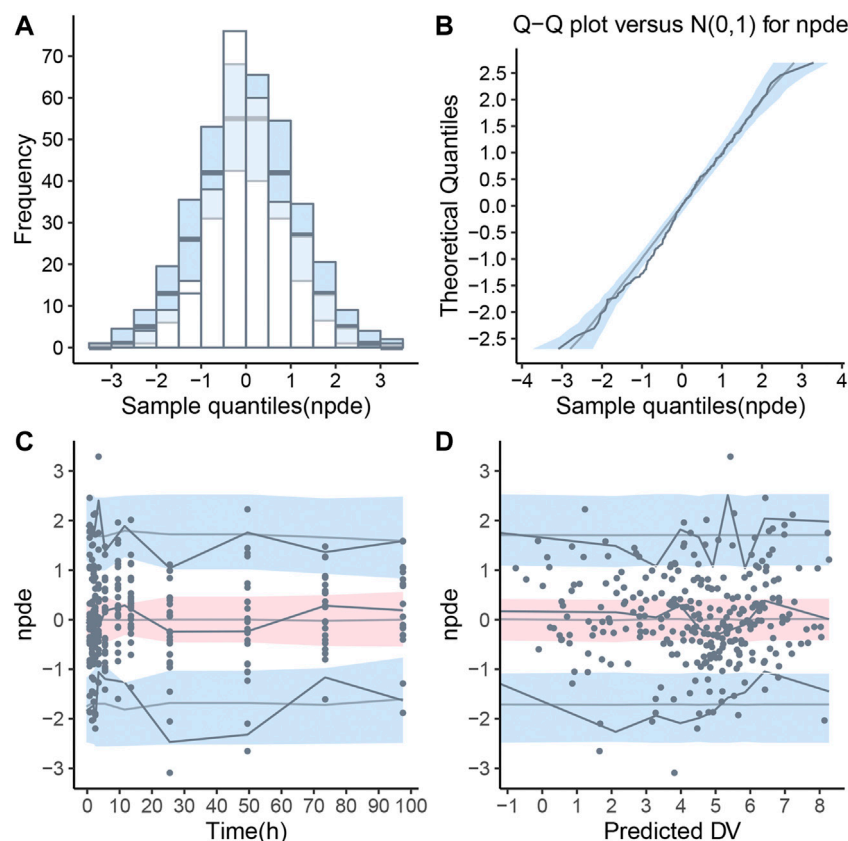 A
Frequency
70
60
50
40
30
20
10
0
−3 −2 −1 0 1 2 3
Sample quantiles(npde)
B
Q−Q plot versus N(0,1) for npde
Theoretical Quantiles
2.5
2.0
1.5
1.0
0.5
0.0
−0.5
−1.0
−1.5
−2.0
−2.5
−4 −3 −2 −1 0 1 2 3 4
Sample quantiles(npde)
C
npde
3
2
1
0
−1
−2
−3
0 10 20 30 40 50 60 70 80 90 100
Time(h)
D
npde
3
2
1
0
−1
−2
−3
−1 0 1 2 3 4 5 6 7 8
Predicted DV